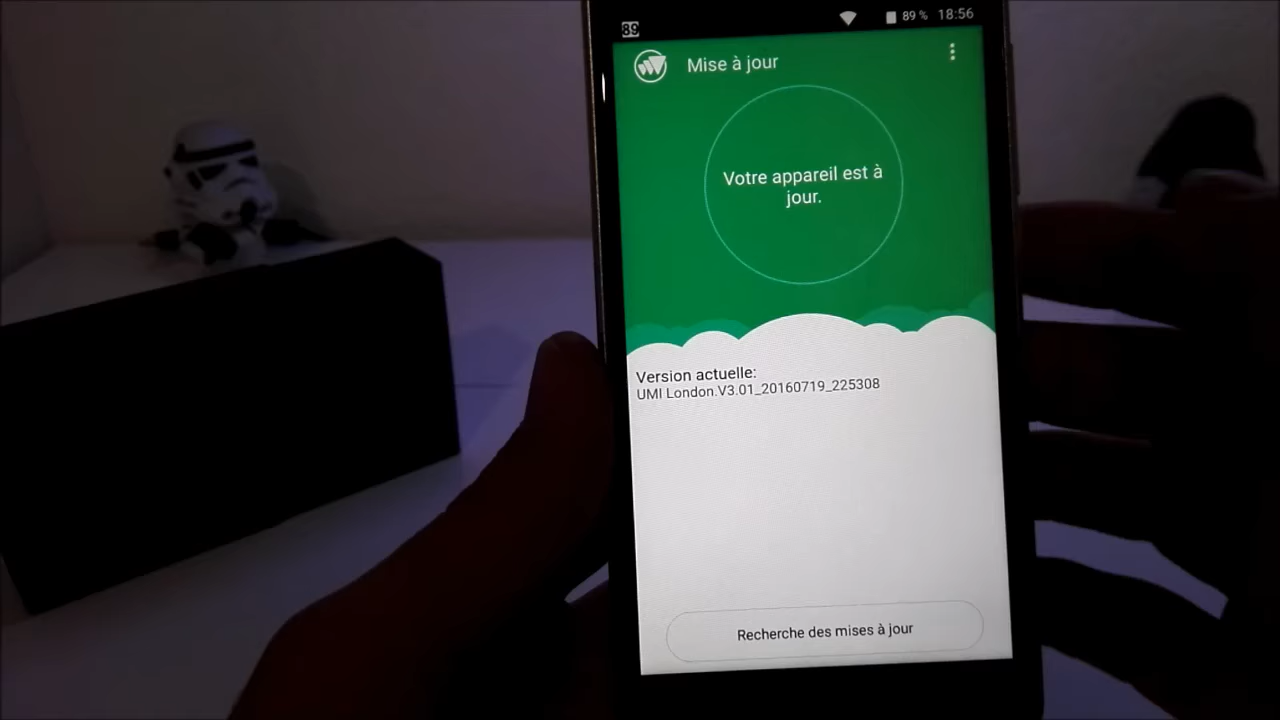 89
89 % 18:56
Mise à jour
Votre appareil est à
jour.
Version actuelle:
UMI London.V3.01_20160719_225308
Recherche des mises à jour